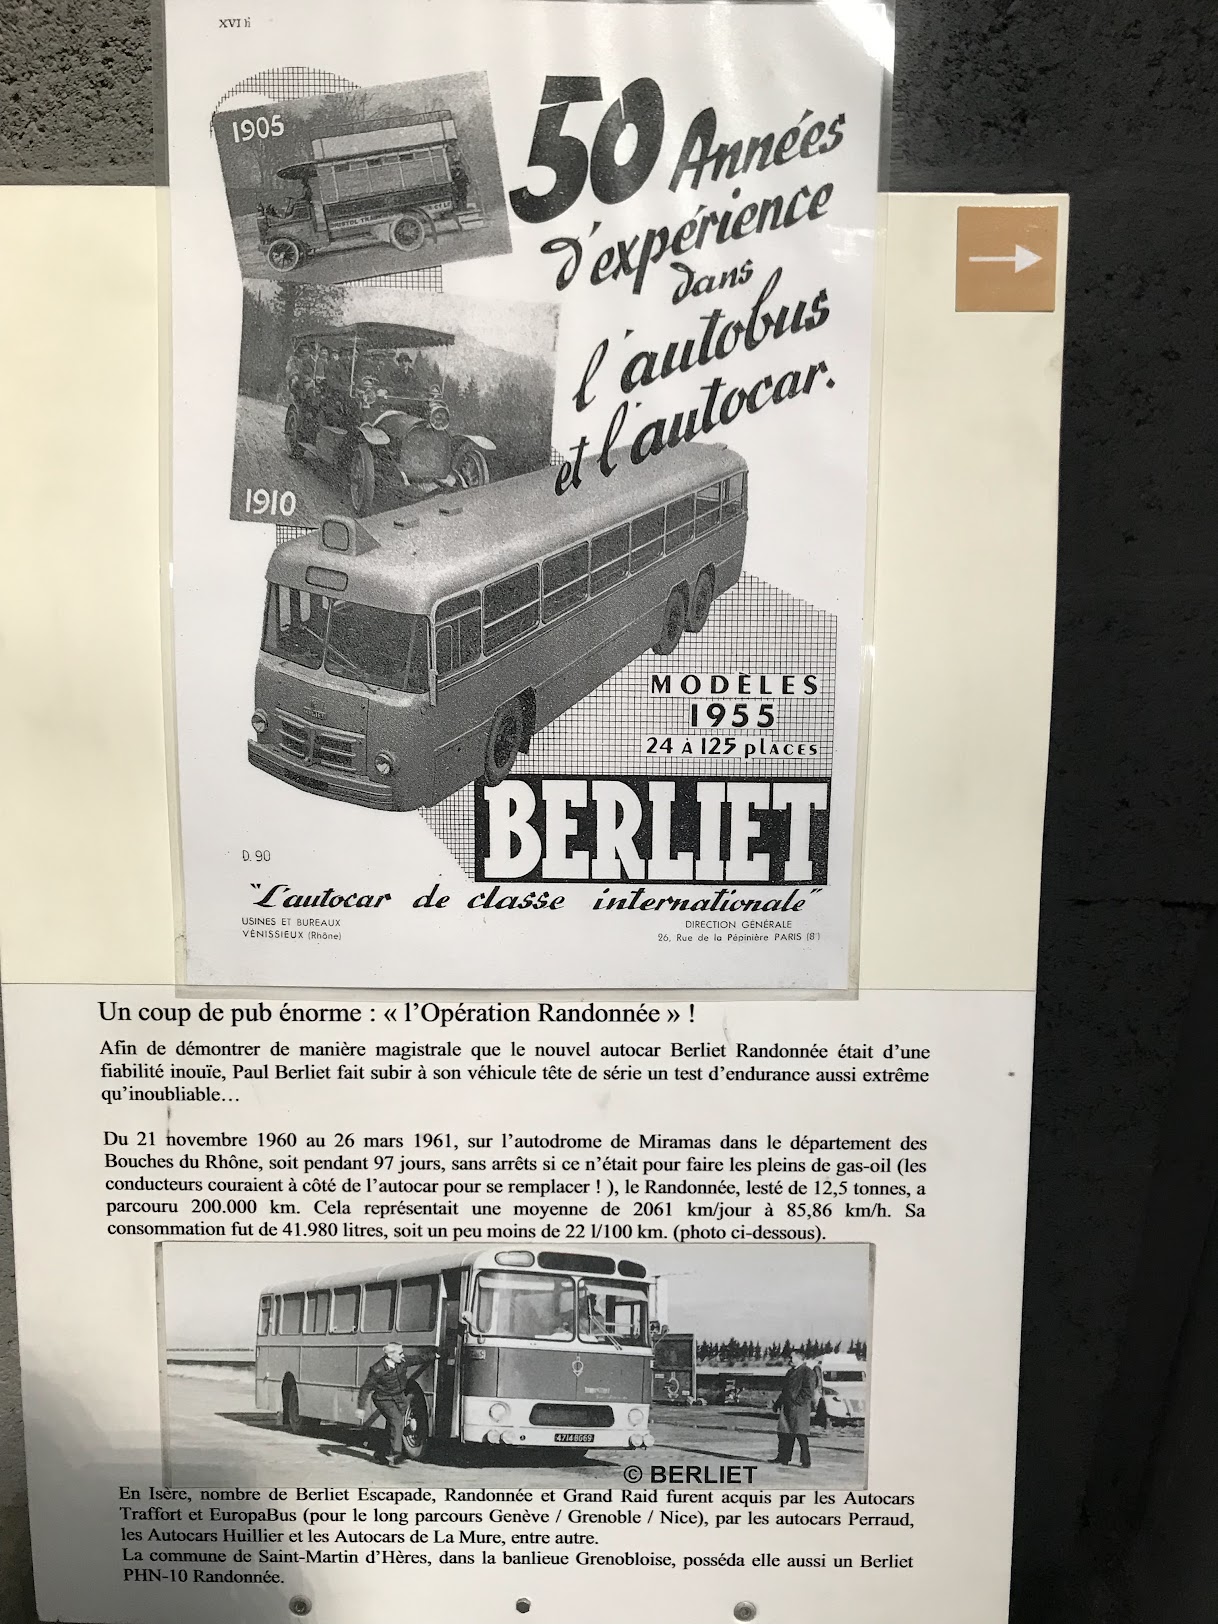 XVI
1905
50 Années
d'expérience
dans
l'autobus
et l'autocar.
1910
MODÈLES
1955
24 À 125 places
BERLIET
D. 90
"L'autocar de classe internationale"
USINES ET BUREAUX
VÉNISSIEUX (Rhône)
DIRECTION GÉNÉRALE
26, Rue de la Pépinière PARIS (8e)
Un coup de pub énorme : « l'Opération Randonnée » !
Afin de démontrer de manière magistrale que le nouvel autocar Berliet Randonnée était d'une
fiabilité inouïe, Paul Berliet fait subir à son véhicule tête de série un test d'endurance aussi extrême
qu'inoubliable…
Du 21 novembre 1960 au 26 mars 1961, sur l'autodrome de Miramas dans le département des
Bouches du Rhône, soit pendant 97 jours, sans arrêts si ce n'était pour faire les pleins de gas-oil (les
conducteurs couraient à côté de l'autocar pour se remplacer ! ), le Randonnée, lesté de 12,5 tonnes, a
parcouru 200.000 km. Cela représentait une moyenne de 2061 km/jour à 85,86 km/h. Sa
consommation fut de 41.980 litres, soit un peu moins de 22 l/100 km. (photo ci-dessous).
© BERLIET
En Isère, nombre de Berliet Escapade, Randonnée et Grand Raid furent acquis par les Autocars
Traffort et EuropaBus (pour le long parcours Genève / Grenoble / Nice), par les autocars Perraud,
les Autocars Huillier et les Autocars de La Mure, entre autre.
La commune de Saint-Martin d'Hères, dans la banlieue Grenobloise, posséda elle aussi un Berliet
PHN-10 Randonnée.